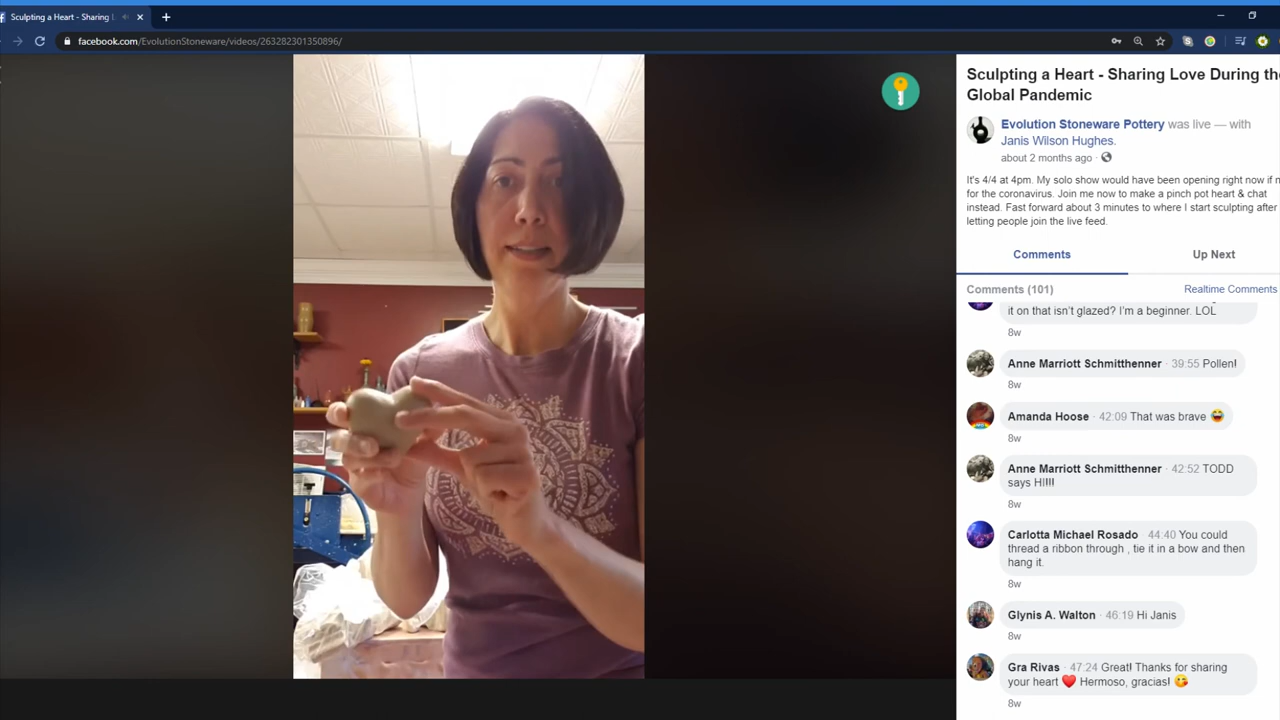 Sculpting a Heart - Sharing L
facebook.com/EvolutionStoneware/videos/263282301350896/
Sculpting a Heart - Sharing Love During the
Global Pandemic
Evolution Stoneware Pottery was live — with
Janis Wilson Hughes.
about 2 months ago ·
It's 4/4 at 4pm. My solo show would have been opening right now if n
for the coronavirus. Join me now to make a pinch pot heart & chat
instead. Fast forward about 3 minutes to where I start sculpting after
letting people join the live feed.
Comments
Up Next
Comments (101)
Realtime Comments
it on that isn't glazed? I'm a beginner. LOL
8w
Anne Marriott Schmitthenner · 39:55 Pollen!
8w
Amanda Hoose · 42:09 That was brave 😂
8w
Anne Marriott Schmitthenner · 42:52 TODD
says HI!!!
8w
Carlotta Michael Rosado · 44:40 You could
thread a ribbon through , tie it in a bow and then
hang it.
8w
Glynis A. Walton · 46:19 Hi Janis
8w
Gra Rivas · 47:24 Great! Thanks for sharing
your heart ❤️ Hermoso, gracias! 😘
8w